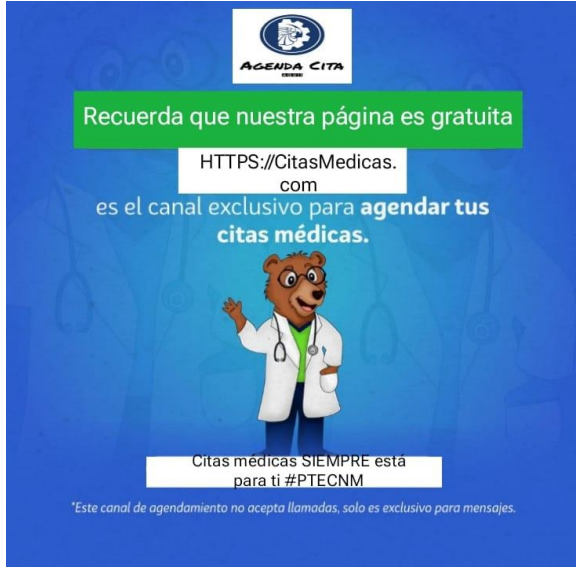 AGENDA CITA
Recuerda que nuestra página es gratuita
HTTPS://CitasMedicas.
com
es el canal exclusivo para agendar tus
citas médicas.
Citas médicas SIEMPRE está
para ti #PTECNM
*Este canal de agendamiento no acepta llamadas, solo es exclusivo para mensajes.